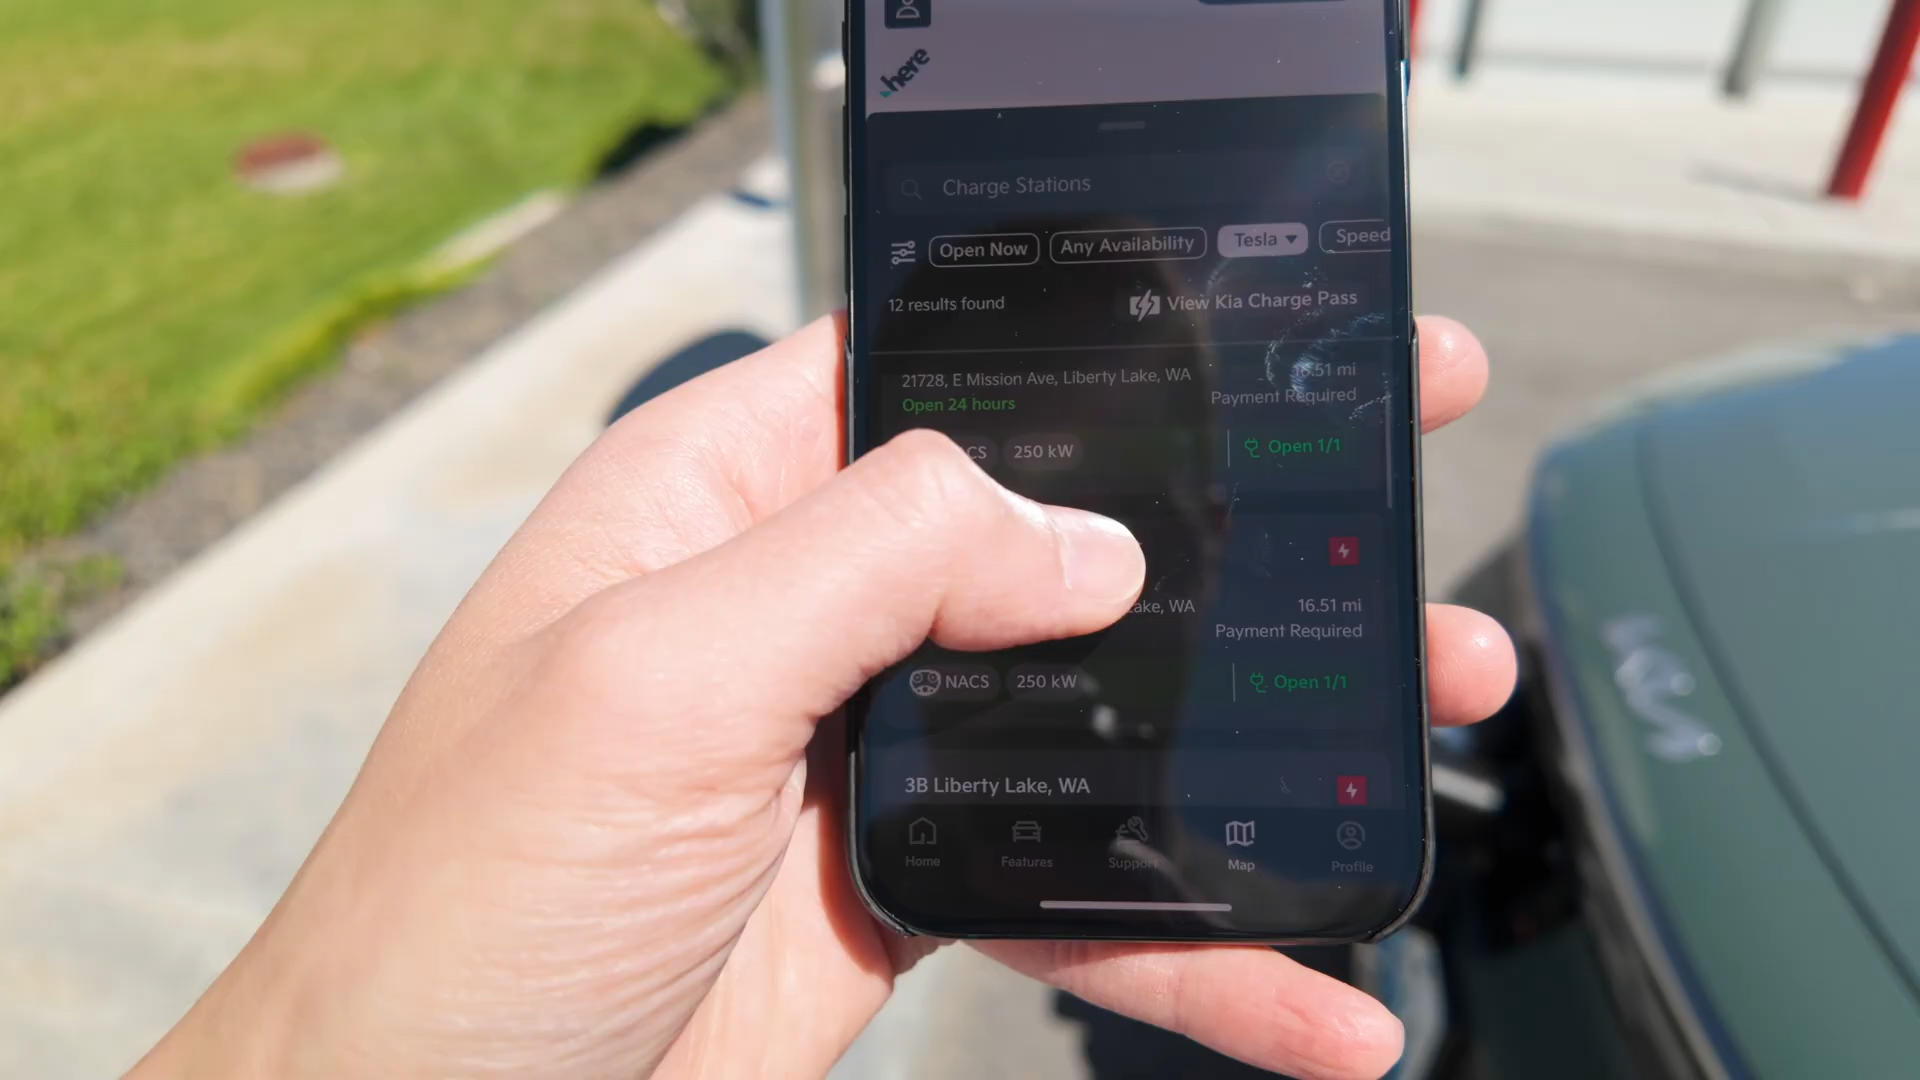 here
Charge Stations
Open Now Any Availability Tesla Speed
12 results found View Kia Charge Pass
21728, E Mission Ave, Liberty Lake, WA 16.51 mi
Open 24 hours Payment Required
CS 250 kW Open 1/1
Lake, WA 16.51 mi
Payment Required
NACS 250 kW Open 1/1
3B Liberty Lake, WA
Home Features Support Map Profile
KIA